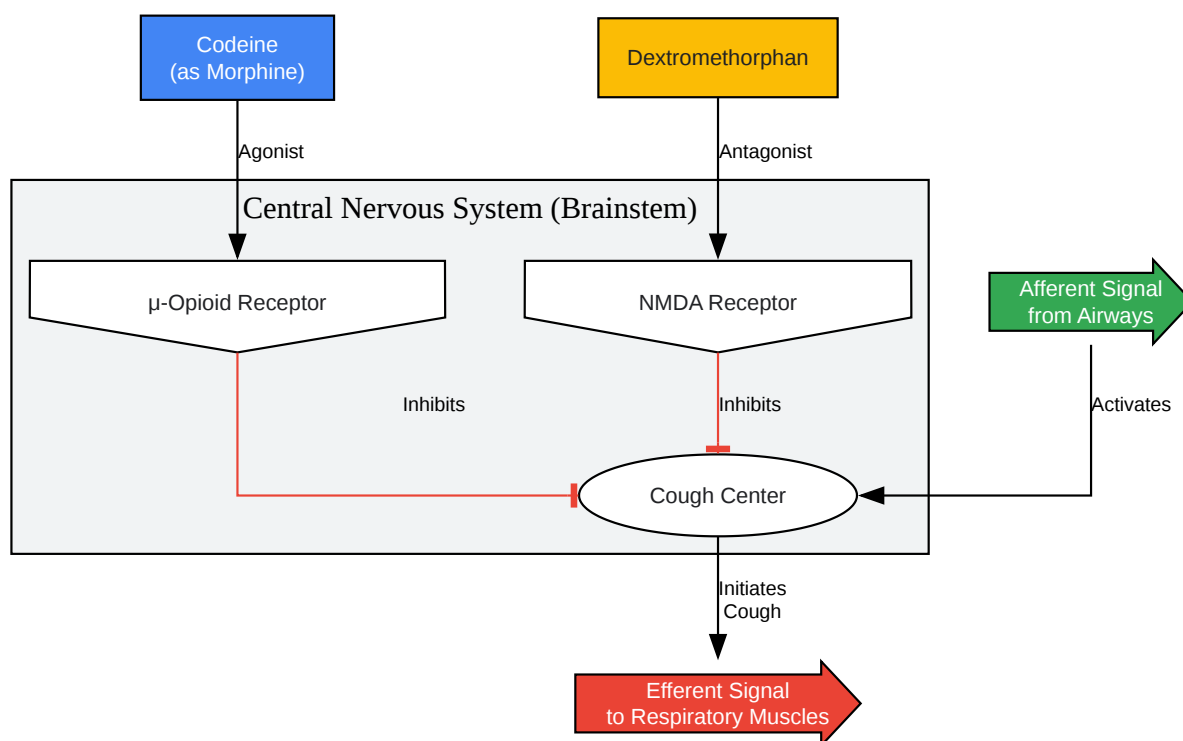 Codeine
(as Morphine)
Dextromethorphan
Agonist
Antagonist
Central Nervous System (Brainstem)
μ-Opioid Receptor
NMDA Receptor
Afferent Signal
from Airways
Inhibits
Inhibits
Activates
Cough Center
Initiates
Cough
Efferent Signal
to Respiratory Muscles